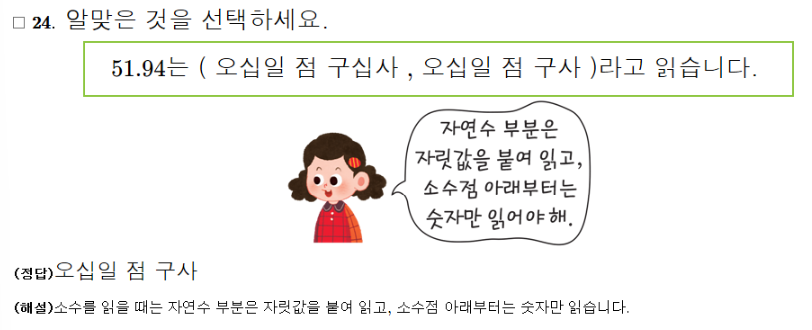 □ 24. 알맞은 것을 선택하세요.
51.94는 ( 오십일 점 구십사 , 오십일 점 구사 )라고 읽습니다.
자연수 부분은
자릿값을 붙여 읽고,
소수점 아래부터는
숫자만 읽어야 해.
(정답)오십일 점 구사
(해설)소수를 읽을 때는 자연수 부분은 자릿값을 붙여 읽고, 소수점 아래부터는 숫자만 읽습니다.